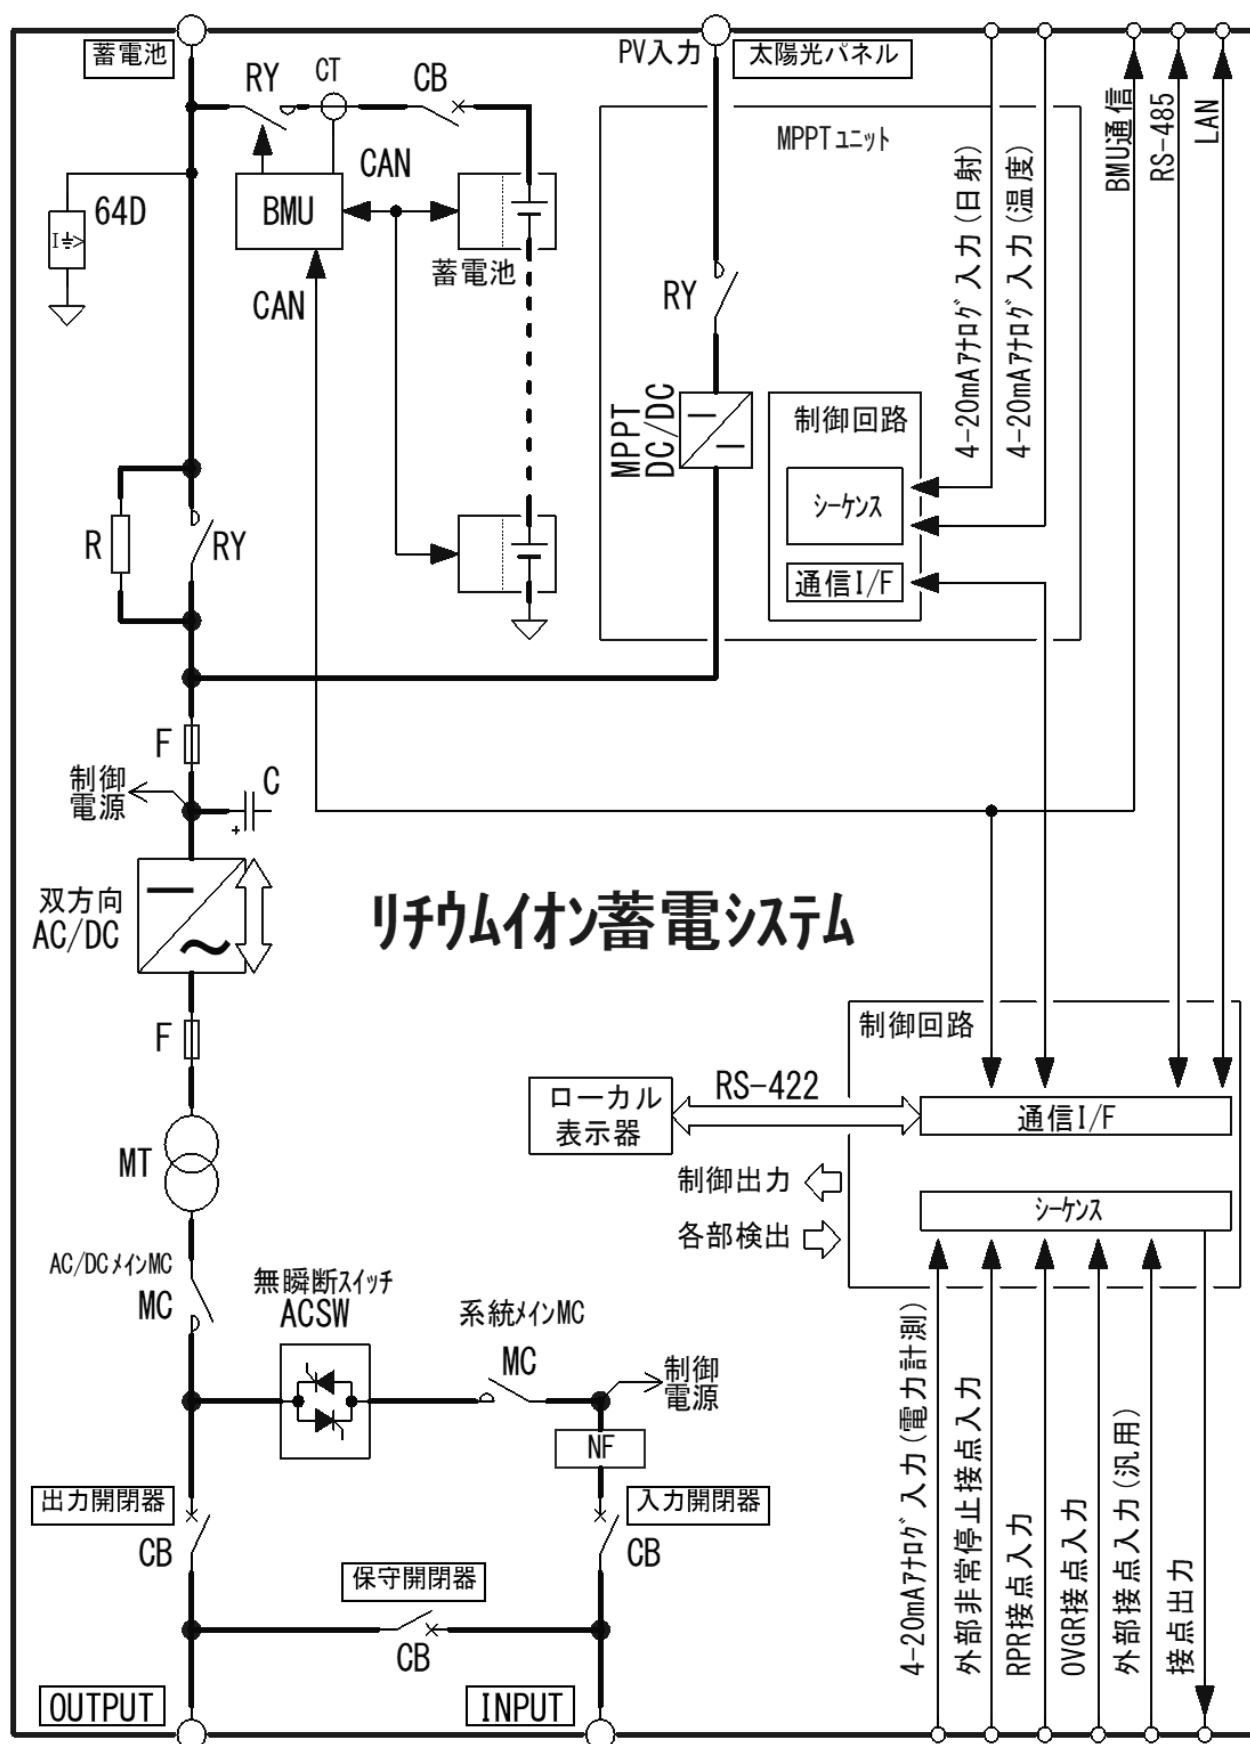 蓄電池
PV入力
太陽光パネル
RY
CT
CB
MPPTユニット
BMU通信
RS-485
LAN
64D
I
CAN
BMU
蓄電池
CAN
4-20mAアナログ入力(日射)
4-20mAアナログ入力(温度)
RY
MPPT
DC/DC
制御回路
シーケンス
通信I/F
R
RY
F
制御
電源
C
+
双方向
AC/DC
リチウムイオン蓄電システム
F
制御回路
ローカル
表示器
RS-422
通信I/F
MT
制御出力
各部検出
シーケンス
AC/DCメインMC
MC
無瞬断スイッチ
ACSW
系統メインMC
MC
制御
電源
NF
出力開閉器
CB
入力開閉器
CB
保守開閉器
CB
4-20mAアナログ入力(電力計測)
外部非常停止接点入力
RPR接点入力
OVGR接点入力
外部接点入力(汎用)
接点出力
OUTPUT
INPUT